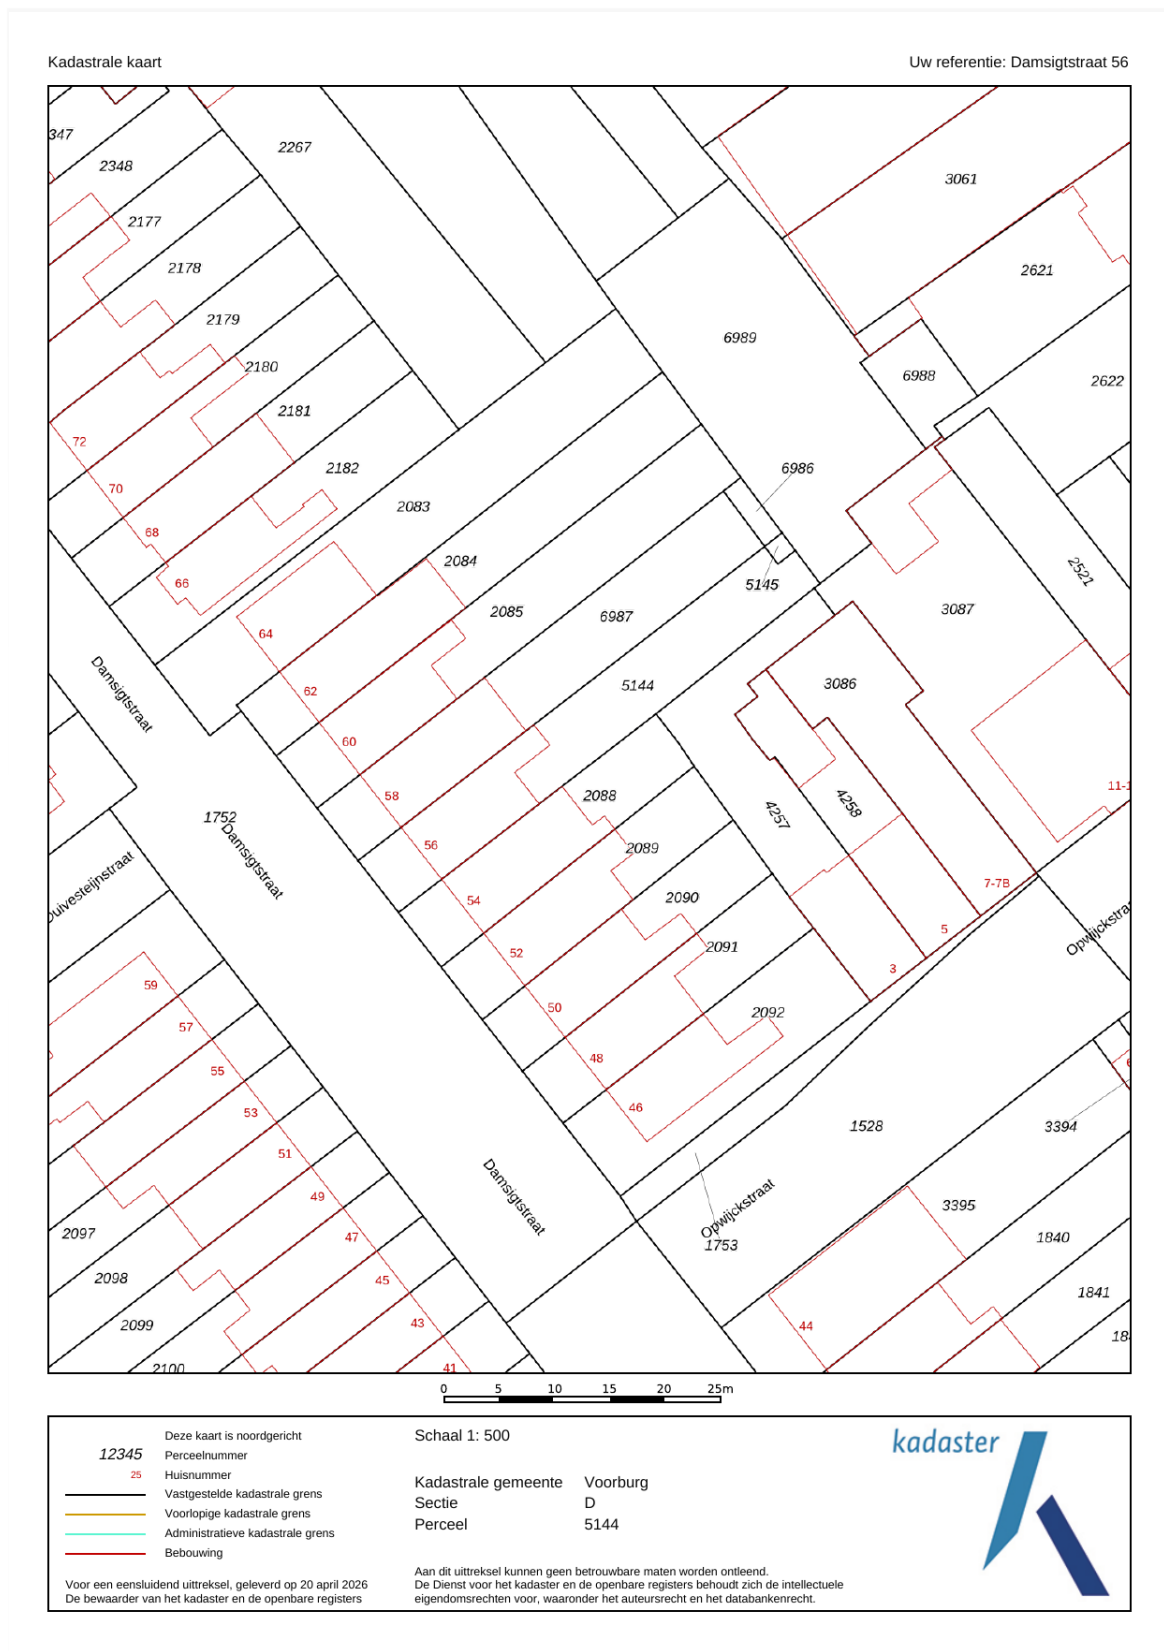 Kadastrale kaart
Uw referentie: Damsigtstraat 56
347
2348
2267
2177
2178
2179
2180
2181
2182
2083
2084
2085
6987
5144
5145
6986
6989
6988
3061
2621
2622
2521
3087
3086
4257
4258
2088
2089
2090
2091
2092
72
70
68
66
64
62
60
58
56
54
52
50
48
46
11-1
7-7B
5
3
Damsigtstraat
1752
Damsigtstraat
Duivesteijnstraat
Damsigtstraat
Opwijckstraat
Opwijckstraa
59
57
55
53
51
49
47
45
43
41
2097
2098
2099
2100
1528
1753
3394
3395
1840
1841
18
44
6
0 5 10 15 20 25m
Deze kaart is noordgericht
12345 Perceelnummer
25 Huisnummer
Vastgestelde kadastrale grens
Voorlopige kadastrale grens
Administratieve kadastrale grens
Bebouwing
Voor een eensluidend uittreksel, geleverd op 20 april 2026
De bewaarder van het kadaster en de openbare registers
Schaal 1: 500
Kadastrale gemeente Voorburg
Sectie D
Perceel 5144
Aan dit uittreksel kunnen geen betrouwbare maten worden ontleend.
De Dienst voor het kadaster en de openbare registers behoudt zich de intellectuele
eigendomsrechten voor, waaronder het auteursrecht en het databankenrecht.
kadaster